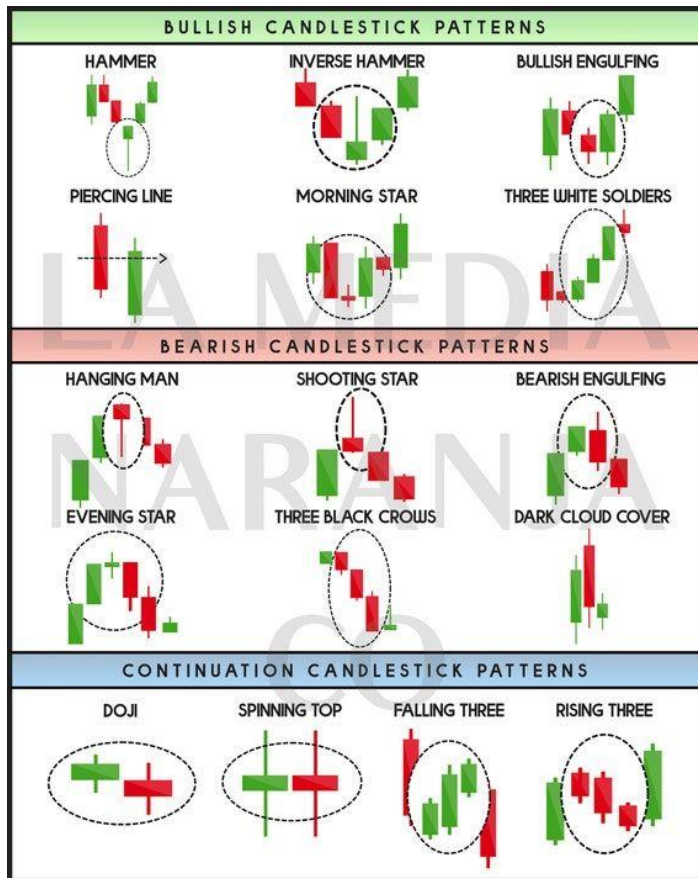 BULLISH CANDLESTICK PATTERNS
HAMMER
INVERSE HAMMER
BULLISH ENGULFING
PIERCING LINE
MORNING STAR
THREE WHITE SOLDIERS
LA MEDIA
BEARISH CANDLESTICK PATTERNS
HANGING MAN
SHOOTING STAR
BEARISH ENGULFING
NARANJA
EVENING STAR
THREE BLACK CROWS
DARK CLOUD COVER
CO
CONTINUATION CANDLESTICK PATTERNS
DOJI
SPINNING TOP
FALLING THREE
RISING THREE